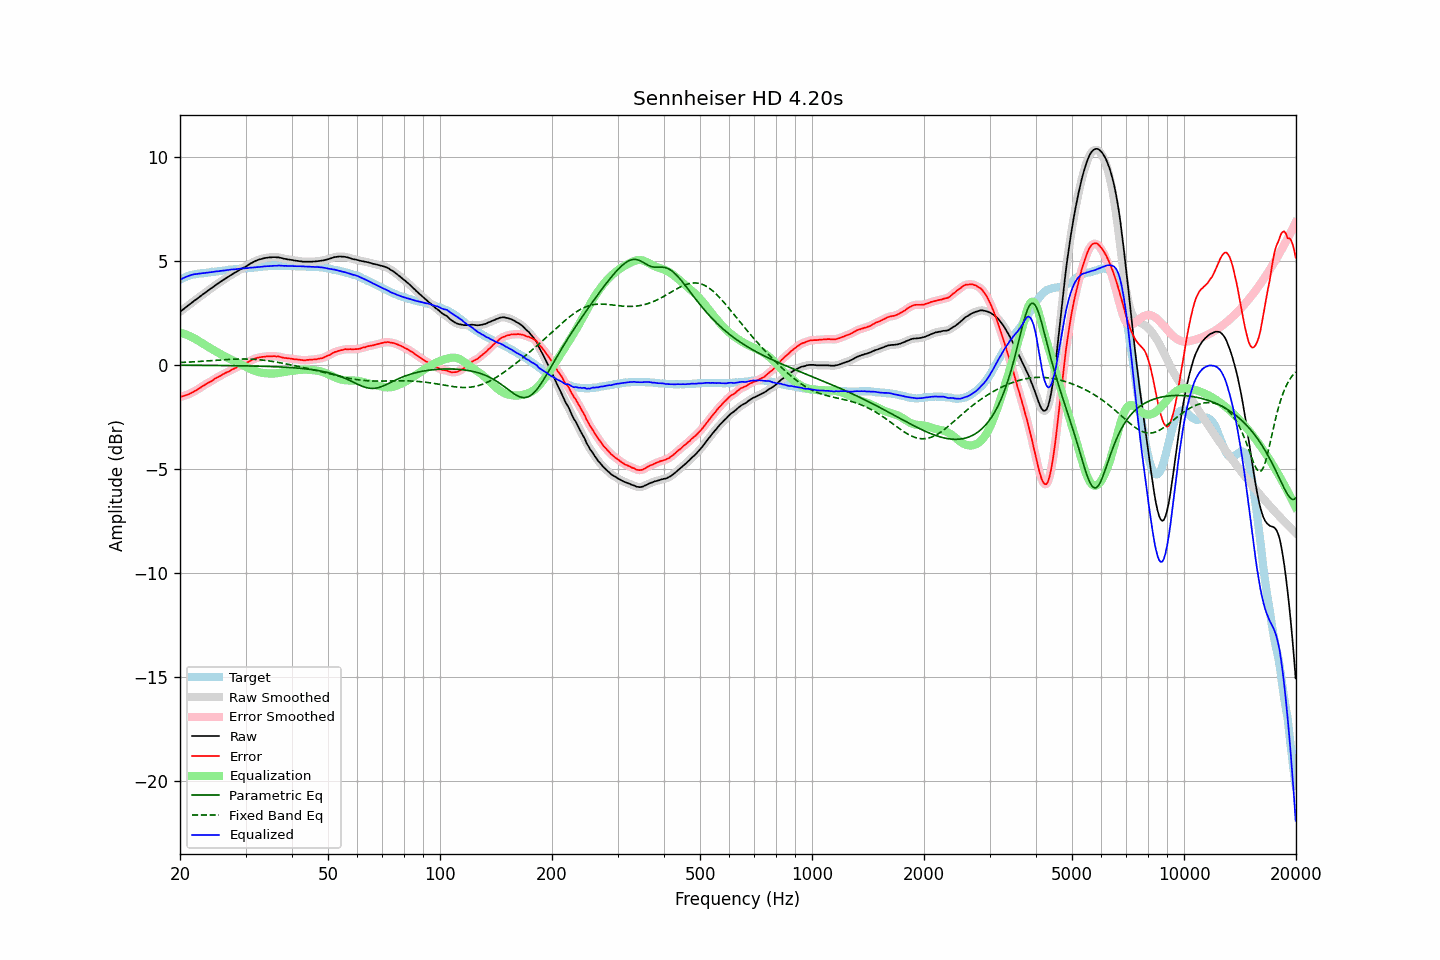 Sennheiser HD 4.20s
Amplitude (dBr)
10
5
0
−5
−10
−15
−20
Target
Raw Smoothed
Error Smoothed
Raw
Error
Equalization
Parametric Eq
Fixed Band Eq
Equalized
20 50 100 200 500 1000 2000 5000 10000 20000
Frequency (Hz)